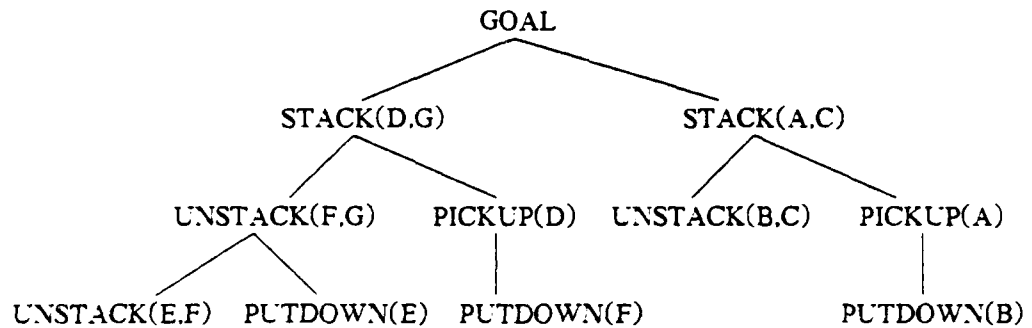 GOAL
STACK(D,G) STACK(A,C)
UNSTACK(F,G) PICKUP(D) UNSTACK(B,C) PICKUP(A)
UNSTACK(E,F) PUTDOWN(E) PUTDOWN(F) PUTDOWN(B)